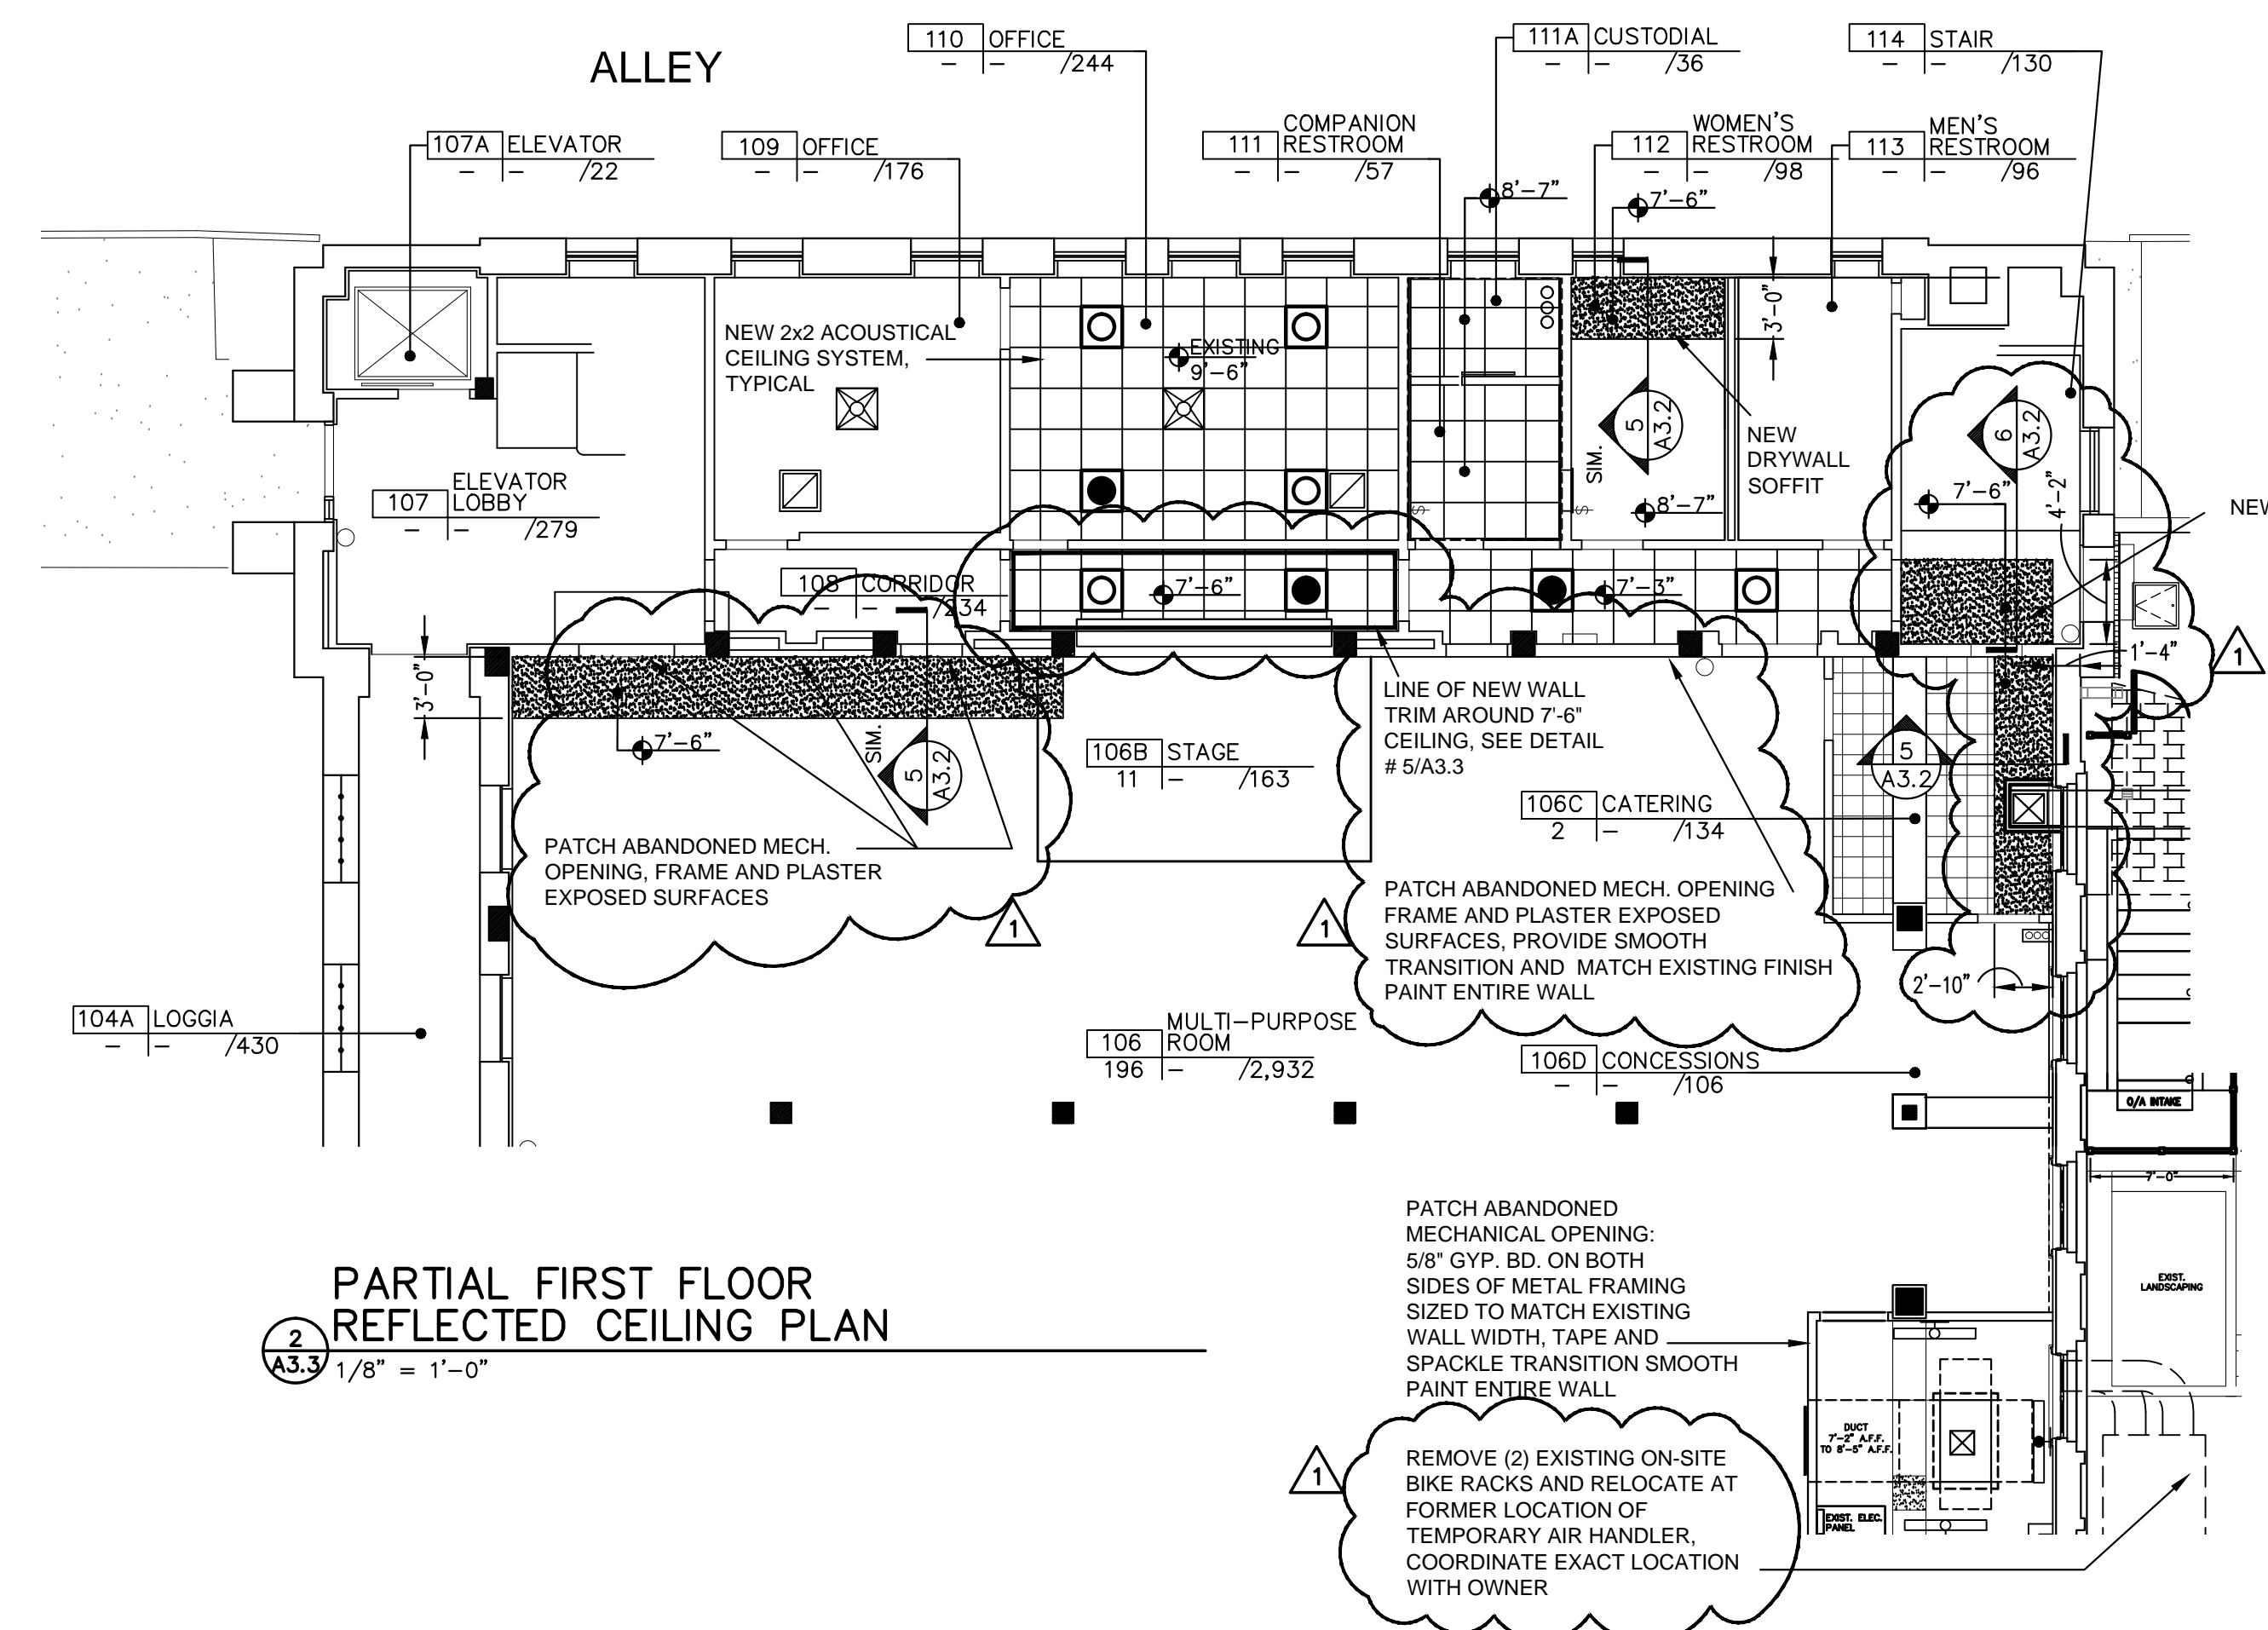 ALLEY
110 OFFICE
– – /244
111A CUSTODIAL
– – /36
114 STAIR
– – /130
107A ELEVATOR
– – /22
109 OFFICE
– – /176
111 COMPANION
RESTROOM
– – /57
112 WOMEN'S
RESTROOM
– – /98
113 MEN'S
RESTROOM
– – /96
8'–7"
7'–6"
3'–0"
NEW 2x2 ACOUSTICAL
CEILING SYSTEM,
TYPICAL
EXISTING
9'–6"
5
A3.2
SIM.
NEW
DRYWALL
SOFFIT
6
A3.2
4'–2"
7'–6"
8'–7"
107 ELEVATOR
LOBBY
– – /279
108 CORRIDOR
– – /234
7'–6"
7'–3"
1'–4"
1
3'–0"
7'–6"
SIM.
5
A3.2
LINE OF NEW WALL
TRIM AROUND 7'-6"
CEILING, SEE DETAIL
# 5/A3.3
106B STAGE
11 – /163
5
A3.2
106C CATERING
2 – /134
PATCH ABANDONED MECH.
OPENING, FRAME AND PLASTER
EXPOSED SURFACES
1
1
PATCH ABANDONED MECH. OPENING
FRAME AND PLASTER EXPOSED
SURFACES, PROVIDE SMOOTH
TRANSITION AND MATCH EXISTING FINISH
PAINT ENTIRE WALL
2'–10"
104A LOGGIA
– – /430
106 MULTI–PURPOSE
ROOM
196 – /2,932
106D CONCESSIONS
– – /106
O/A INTAKE
7'–0"
PATCH ABANDONED
MECHANICAL OPENING:
5/8" GYP. BD. ON BOTH
SIDES OF METAL FRAMING
SIZED TO MATCH EXISTING
WALL WIDTH, TAPE AND
SPACKLE TRANSITION SMOOTH
PAINT ENTIRE WALL
EXIST.
LANDSCAPING
PARTIAL FIRST FLOOR
REFLECTED CEILING PLAN
2
A3.3
1/8" = 1'–0"
DUCT
7'–2" A.F.F.
TO 8'–5" A.F.F.
1
REMOVE (2) EXISTING ON-SITE
BIKE RACKS AND RELOCATE AT
FORMER LOCATION OF
TEMPORARY AIR HANDLER,
COORDINATE EXACT LOCATION
WITH OWNER
EXIST. ELEC.
PANEL